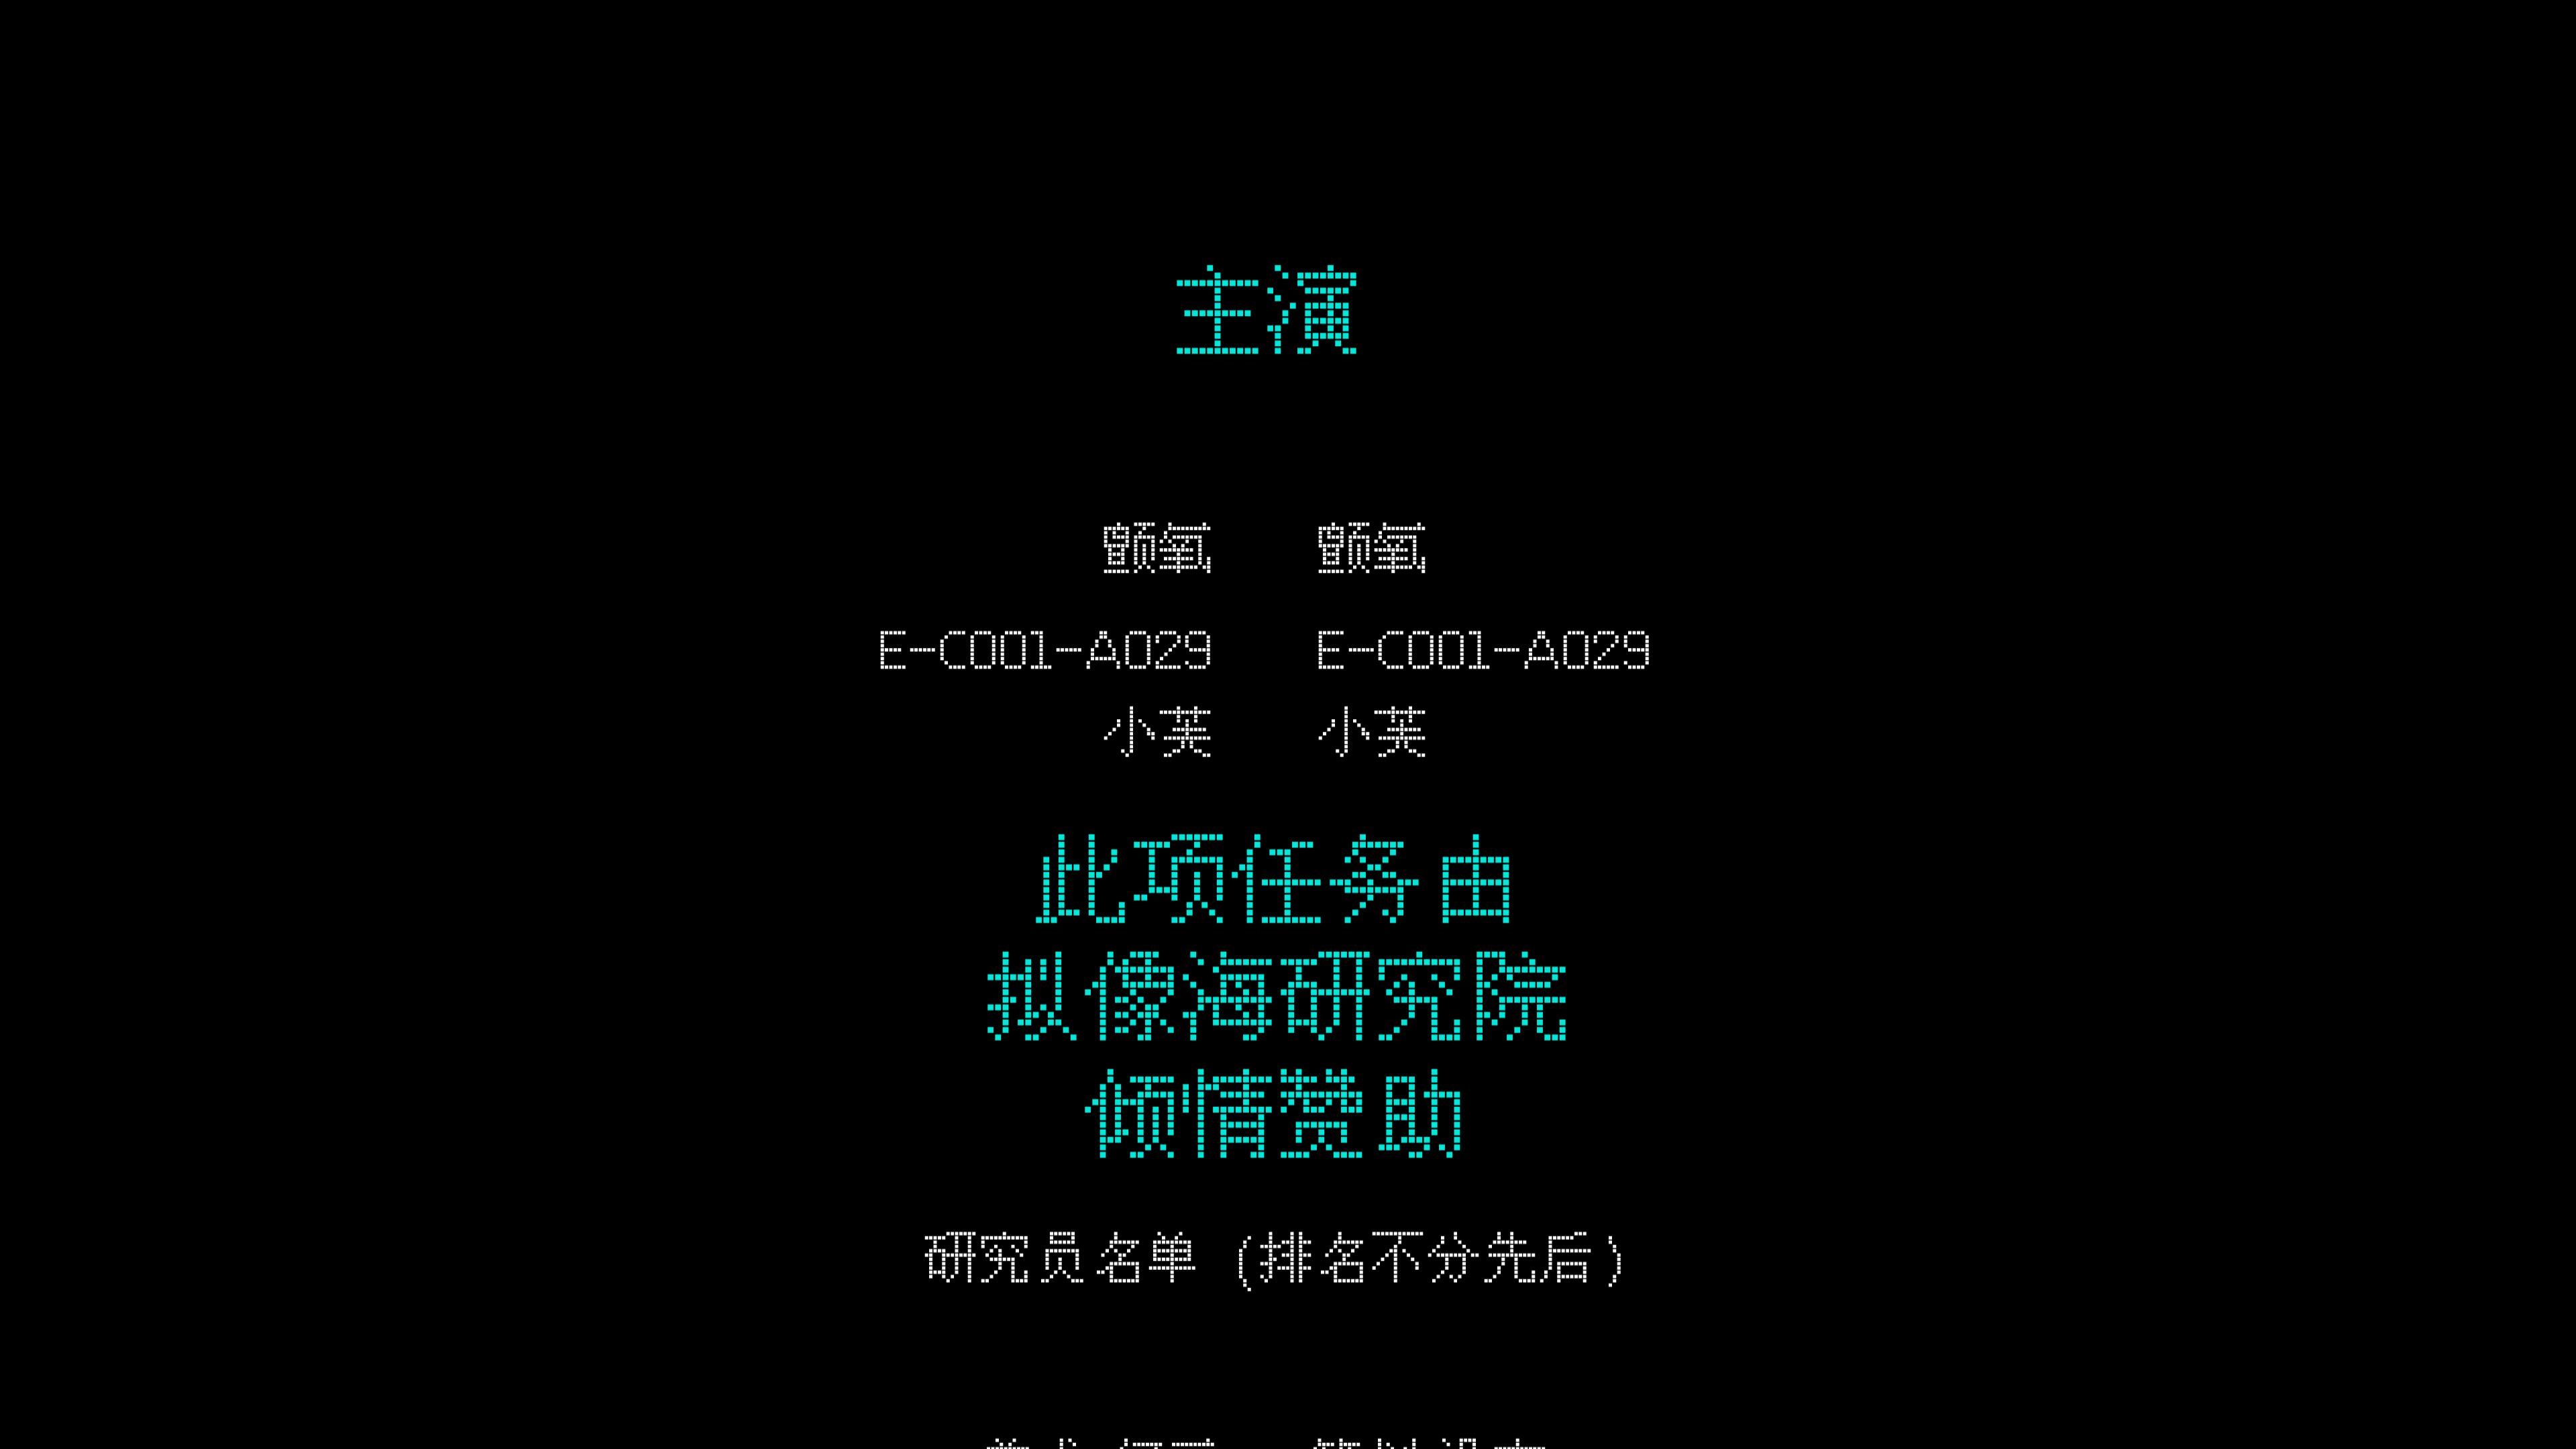 主演
颤氧 颤氧
E-C001-A029 E-C001-A029
小芙 小芙
此项任务由
拟像海研究院
倾情赞助
研究员名单 (排名不分先后)